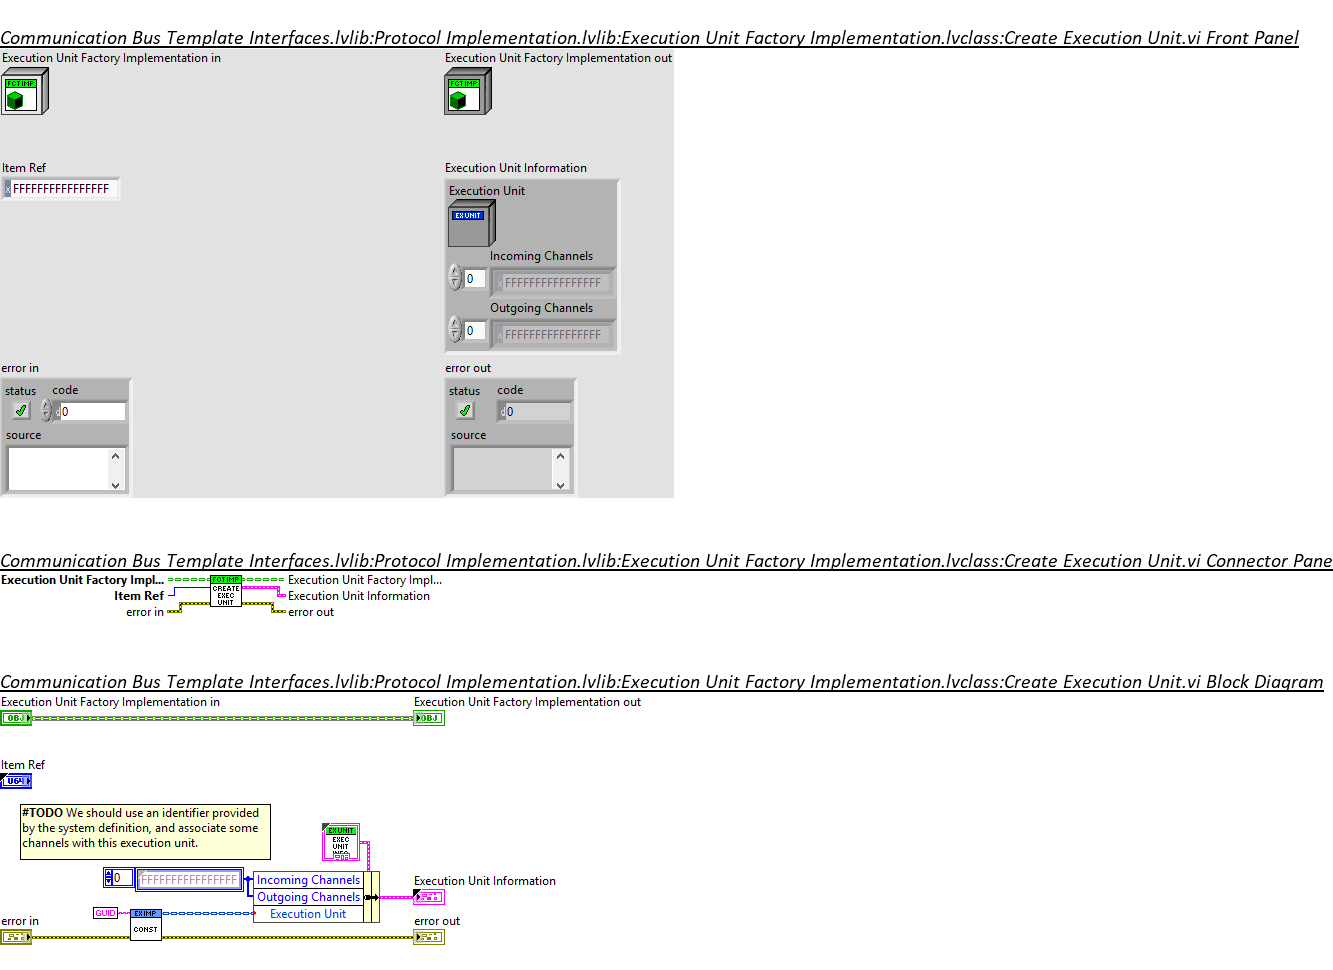 Communication Bus Template Interfaces.lvlib:Protocol Implementation.lvlib:Execution Unit Factory Implementation.lvclass:Create Execution Unit.vi Front Panel
Execution Unit Factory Implementation in
Execution Unit Factory Implementation out
FCT IMP
FCT IMP
Item Ref
Execution Unit Information
x FFFFFFFFFFFFFFFF
Execution Unit
EX UNIT
Incoming Channels
0
x FFFFFFFFFFFFFFFF
Outgoing Channels
0
x FFFFFFFFFFFFFFFF
error in
error out
status
code
status
code
d 0
d 0
source
source
Communication Bus Template Interfaces.lvlib:Protocol Implementation.lvlib:Execution Unit Factory Implementation.lvclass:Create Execution Unit.vi Connector Pane
Execution Unit Factory Impl...
FCT IMP
Execution Unit Factory Impl...
Item Ref
CREATE
EXEC
UNIT
Execution Unit Information
error in
error out
Communication Bus Template Interfaces.lvlib:Protocol Implementation.lvlib:Execution Unit Factory Implementation.lvclass:Create Execution Unit.vi Block Diagram
Execution Unit Factory Implementation in
Execution Unit Factory Implementation out
OBJ
OBJ
Item Ref
U64
#TODO We should use an identifier provided
by the system definition, and associate some
channels with this execution unit.
EX UNIT
EXEC
UNIT
INFO
0
FFFFFFFFFFFFFFFF
Incoming Channels
Outgoing Channels
Execution Unit
Execution Unit Information
GUID
EX IMP
CONST
error in
error out